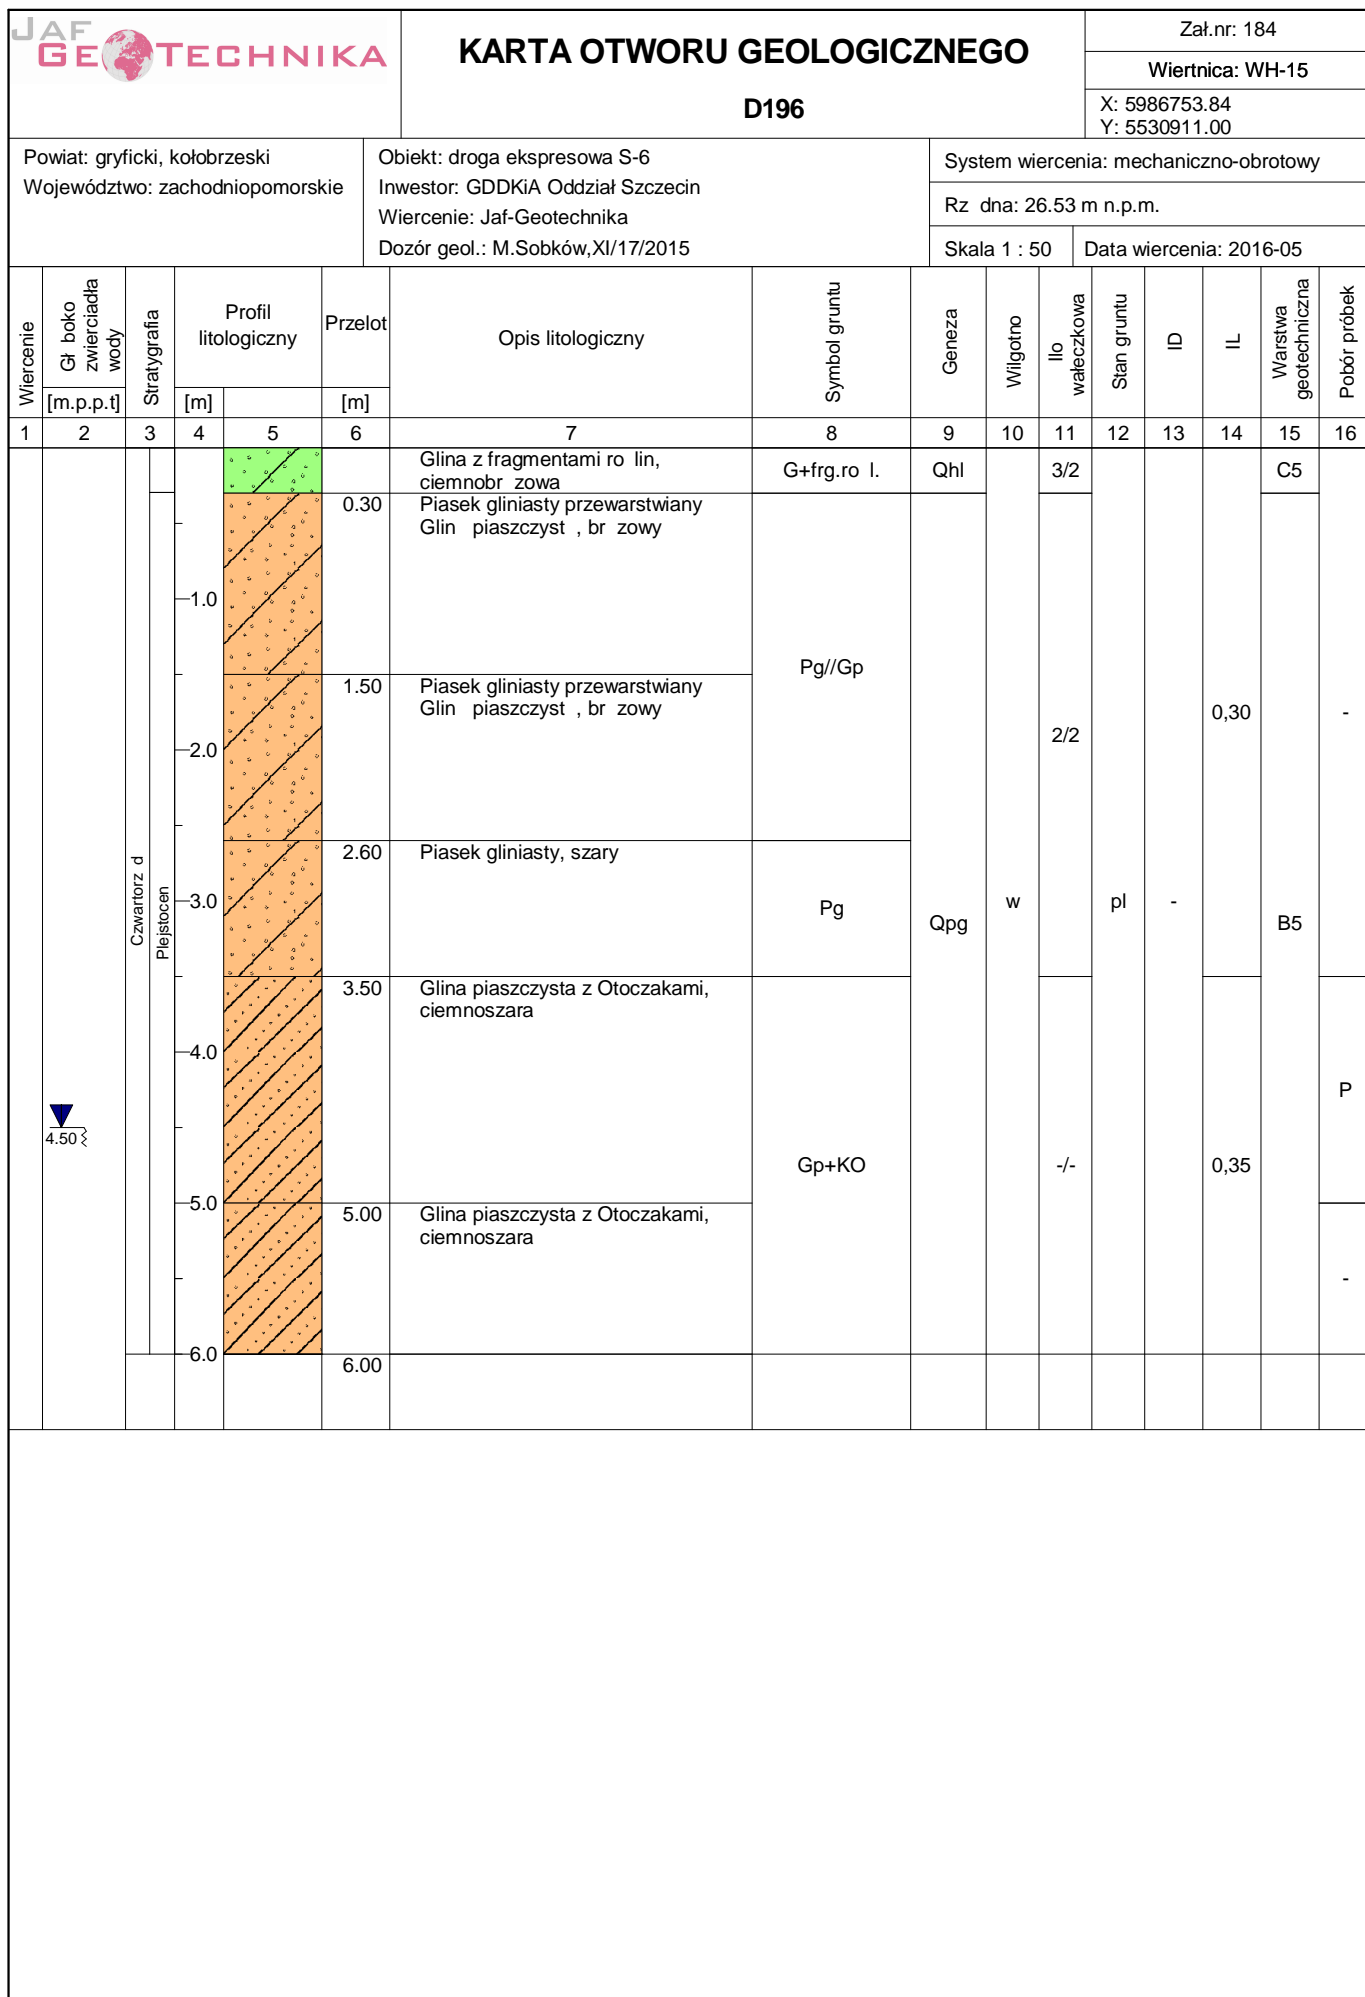 JAF
GEOTECHNIKA
KARTA OTWORU GEOLOGICZNEGO
D196
Zał.nr: 184
Wiertnica: WH-15
X: 5986753.84
Y: 5530911.00
Powiat: gryficki, kołobrzeski
Województwo: zachodniopomorskie
Obiekt: droga ekspresowa S-6
Inwestor: GDDKiA Oddział Szczecin
Wiercenie: Jaf-Geotechnika
Dozór geol.: M.Sobków,XI/17/2015
System wiercenia: mechaniczno-obrotowy
Rz dna: 26.53 m n.p.m.
Skala 1 : 50
Data wiercenia: 2016-05
Wiercenie
Gł boko
zwierciadła
wody
[m.p.p.t]
Stratygrafia
Profil
litologiczny
[m]
Przelot
[m]
Opis litologiczny
Symbol gruntu
Geneza
Wilgotno
Ilo
wałeczkowa
Stan gruntu
ID
IL
Warstwa
geotechniczna
Pobór próbek
1 2 3 4 5 6 7 8 9 10 11 12 13 14 15 16
Glina z fragmentami ro lin,
ciemnobr zowa
G+frg.ro l.
Qhl
3/2
C5
0.30
Piasek gliniasty przewarstwiany
Glin piaszczyst , br zowy
1.0
Pg//Gp
1.50
Piasek gliniasty przewarstwiany
Glin piaszczyst , br zowy
2.0
2/2
0,30
-
2.60
Piasek gliniasty, szary
Czwartorz d
Plejstocen
3.0
Pg
Qpg
w
pl
-
B5
3.50
Glina piaszczysta z Otoczakami,
ciemnoszara
4.0
P
4.50
Gp+KO
-/-
0,35
5.0
5.00
Glina piaszczysta z Otoczakami,
ciemnoszara
-
6.0
6.00